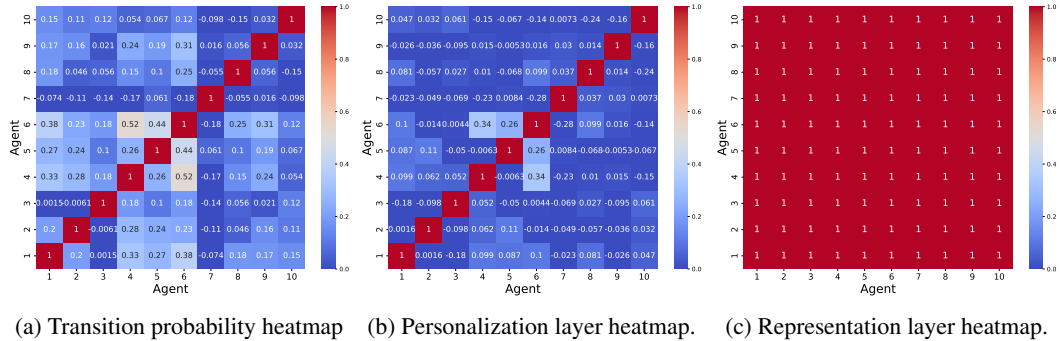 10 0.15 0.11 0.12 0.054 0.067 0.12 -0.098 -0.15 0.032 1
9 0.17 0.16 0.021 0.24 0.19 0.31 0.016 0.056 1 0.032
8 0.18 0.046 0.056 0.15 0.1 0.25 -0.055 1 0.056 -0.15
7 -0.074 -0.11 -0.14 -0.17 0.061 -0.18 1 -0.055 0.016 -0.098
6 0.38 0.23 0.18 0.52 0.44 1 -0.18 0.25 0.31 0.12
5 0.27 0.24 0.1 0.26 1 0.44 0.061 0.1 0.19 0.067
4 0.33 0.28 0.18 1 0.26 0.52 -0.17 0.15 0.24 0.054
3 0.0015 -0.0061 1 0.18 0.1 0.18 -0.14 0.056 0.021 0.12
2 0.2 1 -0.0061 0.28 0.24 0.23 -0.11 0.046 0.16 0.11
1 1 0.2 0.0015 0.33 0.27 0.38 -0.074 0.18 0.17 0.15
1 2 3 4 5 6 7 8 9 10
Agent
Agent
1.0
0.8
0.6
0.4
0.2
0.0
(a) Transition probability heatmap
10 0.047 0.032 0.061 -0.15 -0.067 -0.14 0.0073 -0.24 -0.16 1
9 -0.026 -0.036 -0.095 0.015 -0.0053 0.016 0.03 0.014 1 -0.16
8 0.081 -0.057 -0.027 0.01 -0.068 0.099 0.037 1 0.014 -0.24
7 -0.023 -0.049 -0.069 -0.23 0.0084 -0.28 1 0.037 0.03 0.0073
6 0.1 -0.014 0.0044 0.34 0.26 1 -0.28 0.099 0.016 -0.14
5 0.087 0.11 -0.05 -0.0063 1 0.26 0.0084 -0.068 -0.0053 -0.067
4 0.099 0.062 0.052 1 -0.0063 0.34 -0.23 0.01 0.015 -0.15
3 -0.18 -0.098 1 0.052 -0.05 0.0044 -0.069 -0.027 -0.095 0.061
2 0.0016 1 -0.098 0.062 0.11 -0.014 -0.049 -0.057 -0.036 0.032
1 1 0.0016 -0.18 0.099 0.087 0.1 -0.023 0.081 -0.026 0.047
1 2 3 4 5 6 7 8 9 10
Agent
Agent
1.0
0.8
0.6
0.4
0.2
0.0
(b) Personalization layer heatmap.
10 1 1 1 1 1 1 1 1 1 1
9 1 1 1 1 1 1 1 1 1 1
8 1 1 1 1 1 1 1 1 1 1
7 1 1 1 1 1 1 1 1 1 1
6 1 1 1 1 1 1 1 1 1 1
5 1 1 1 1 1 1 1 1 1 1
4 1 1 1 1 1 1 1 1 1 1
3 1 1 1 1 1 1 1 1 1 1
2 1 1 1 1 1 1 1 1 1 1
1 1 1 1 1 1 1 1 1 1 1
1 2 3 4 5 6 7 8 9 10
Agent
Agent
1.0
0.8
0.6
0.4
0.2
0.0
(c) Representation layer heatmap.